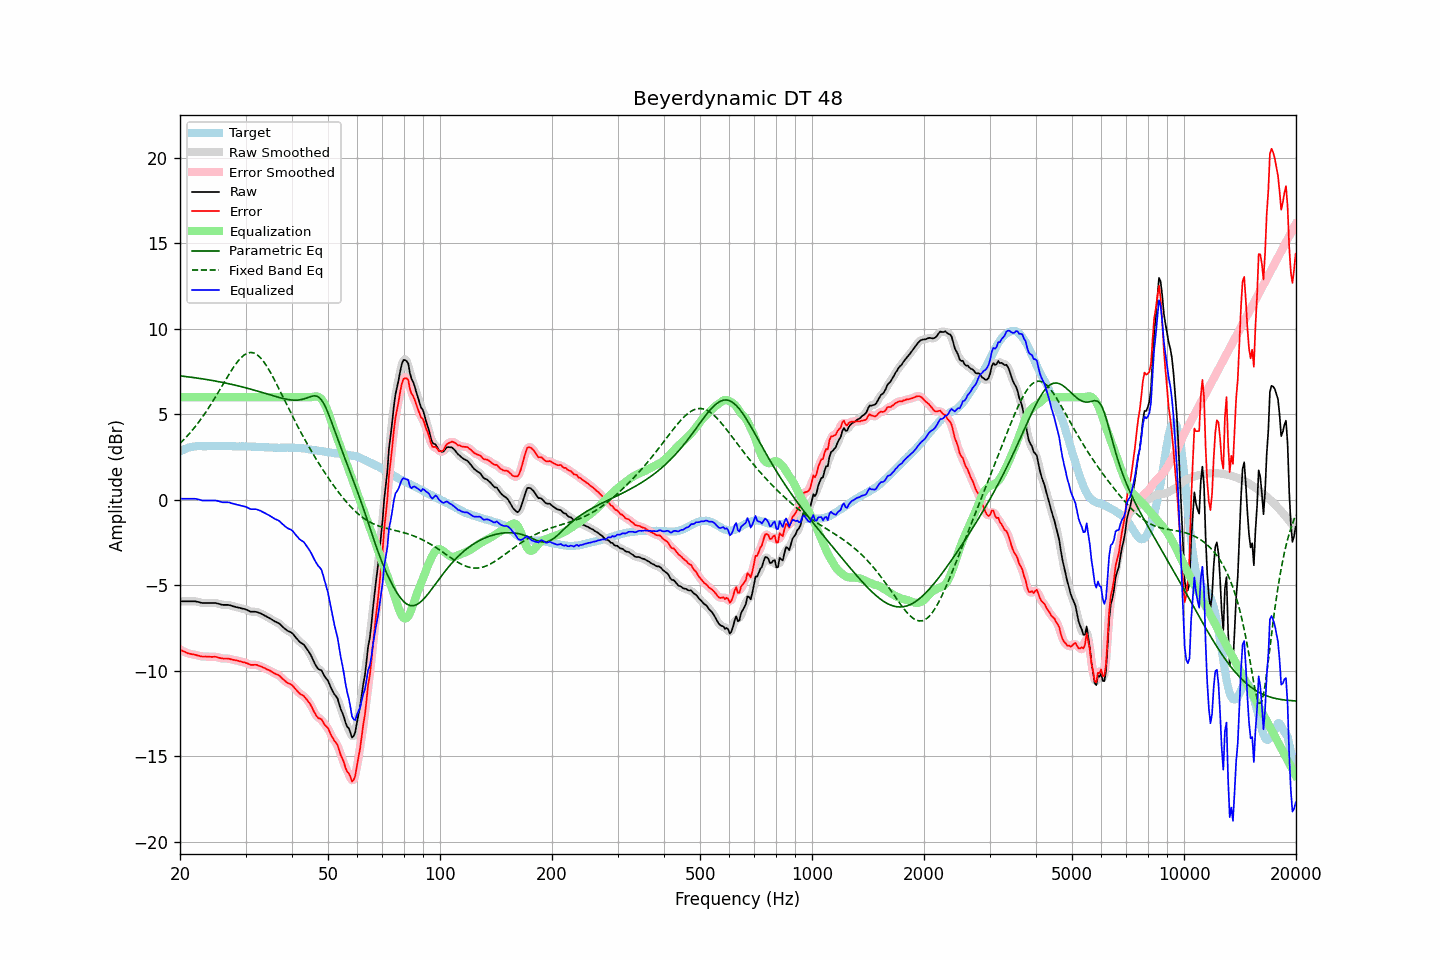 Beyerdynamic DT 48
Target
Raw Smoothed
Error Smoothed
Raw
Error
Equalization
Parametric Eq
Fixed Band Eq
Equalized
20
15
10
5
0
−5
−10
−15
−20
Amplitude (dBr)
20
50
100
200
500
1000
2000
5000
10000
20000
Frequency (Hz)